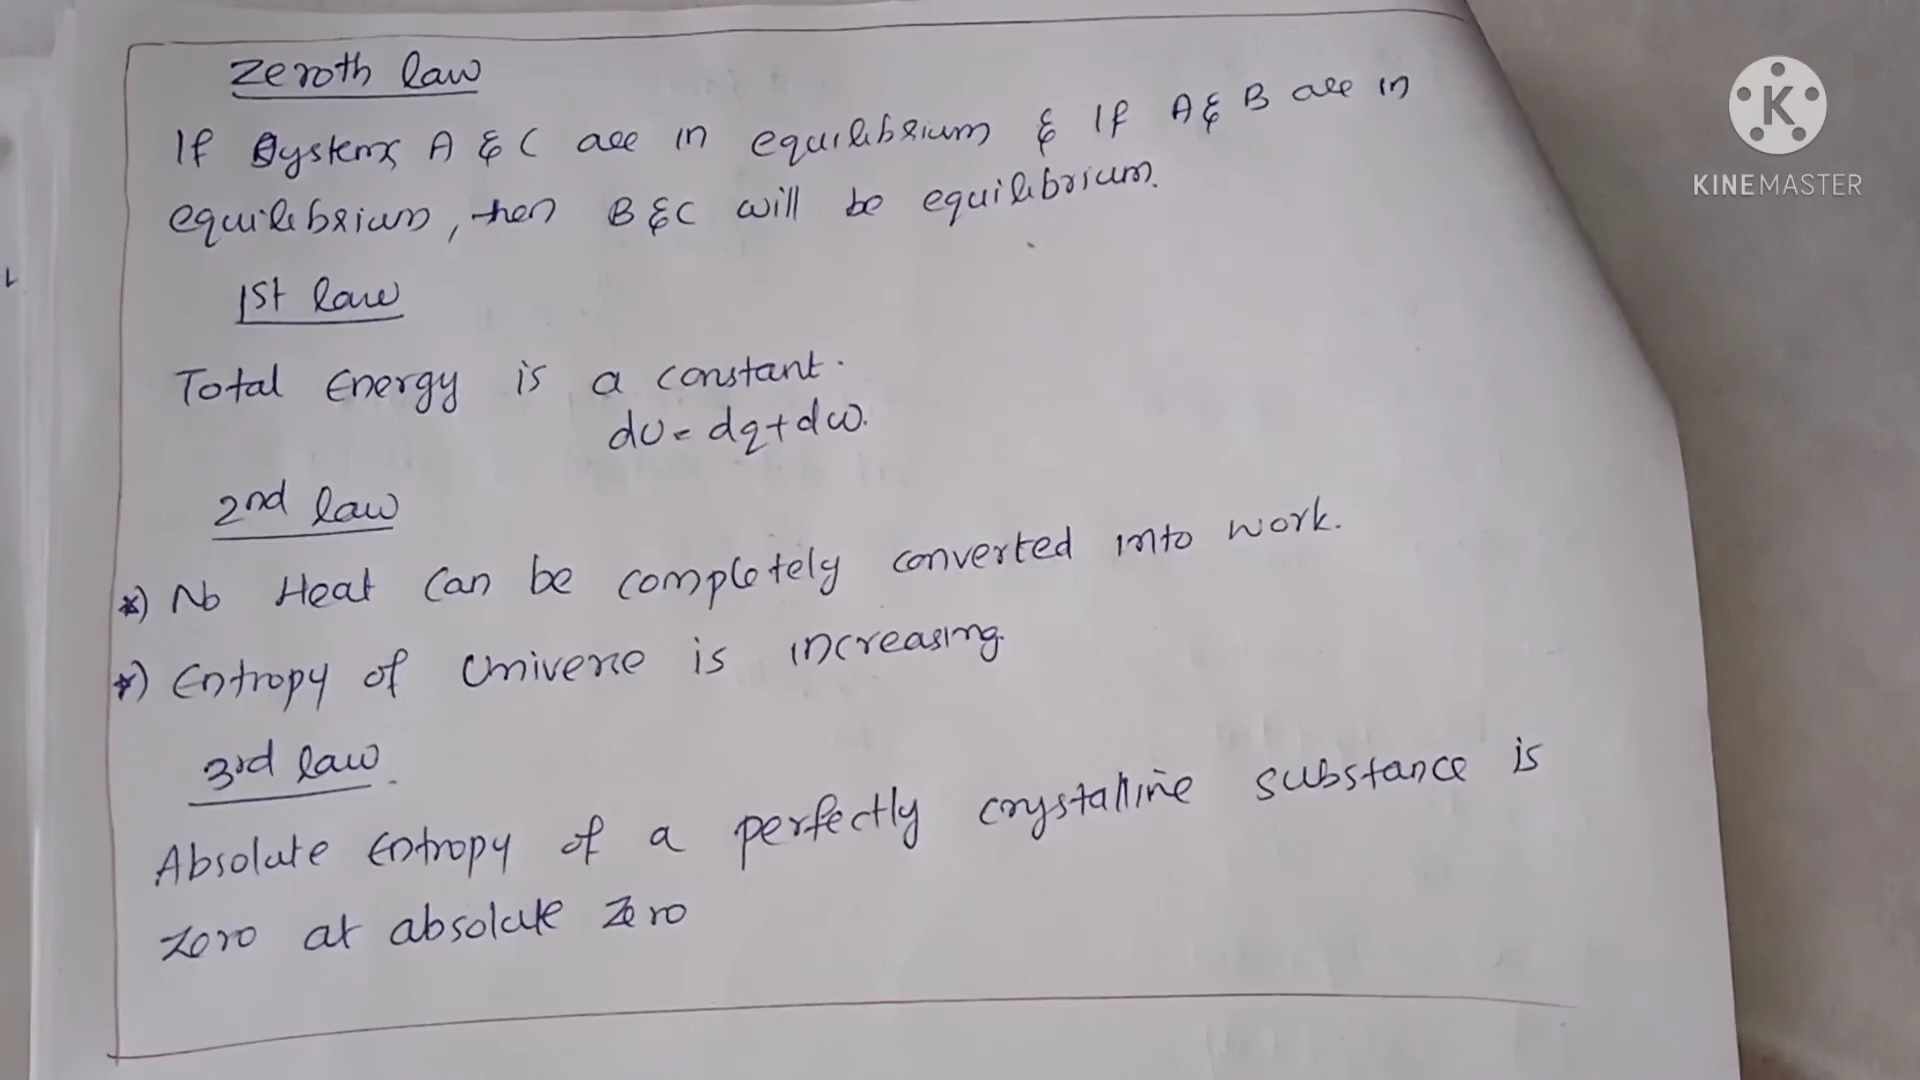 Zeroth law
If Systems A & C are in equilibrium & If A & B are in
equilibrium, then B & C will be equilibrium.
1st law
Total Energy is a constant.
dU = dq + dw.
2nd law
*) No Heat can be completely converted into work.
*) Entropy of Universe is increasing.
3rd law.
Absolute Entropy of a perfectly crystalline substance is
Zero at absolute Zero
K
KINEMASTER